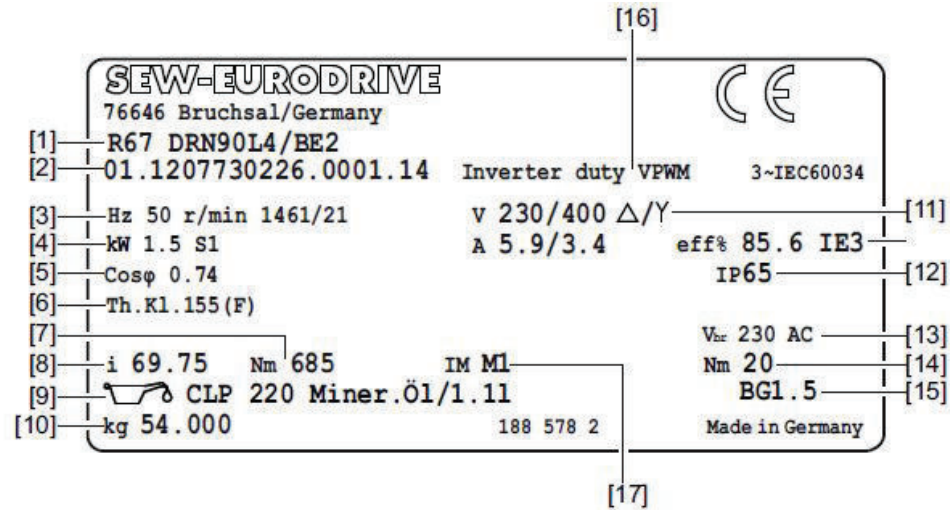 [16]
SEW-EURODRIVE CE
76646 Bruchsal/Germany
[1] R67 DRN90L4/BE2
[2] 01.1207730226.0001.14 Inverter duty VPWM 3~IEC60034
[3] Hz 50 r/min 1461/21 V 230/400 △/Y [11]
[4] kW 1.5 S1 A 5.9/3.4 eff% 85.6 IE3
[5] Cosφ 0.74 IP65 [12]
[6] Th.Kl.155(F)
[7] Vbr 230 AC [13]
[8] i 69.75 Nm 685 IM M1 Nm 20 [14]
[9] CLP 220 Miner.Öl/1.1l BG1.5 [15]
[10] kg 54.000 188 578 2 Made in Germany
[17]